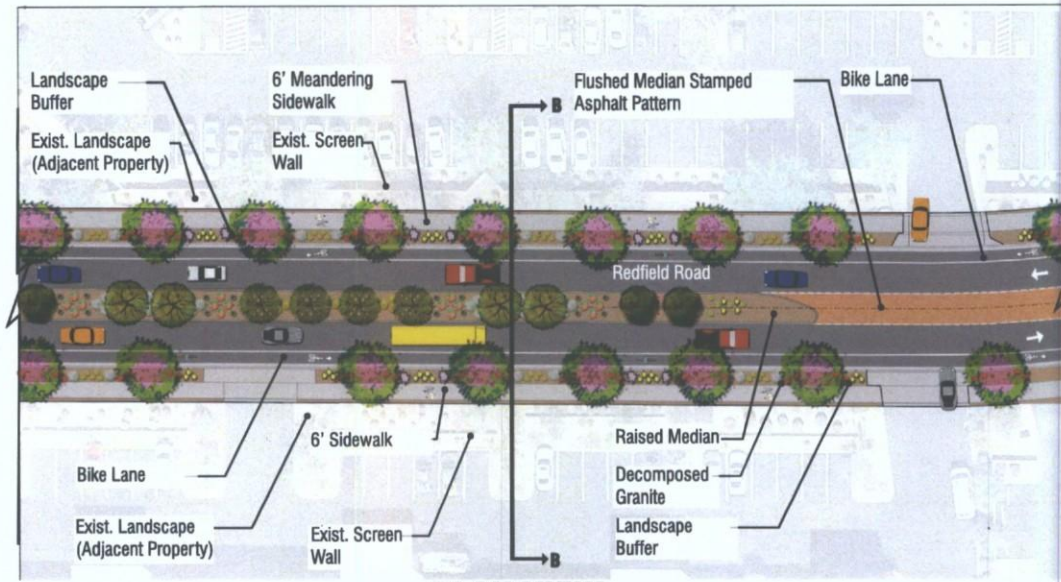 Landscape
Buffer
Exist. Landscape
(Adjacent Property)
6' Meandering
Sidewalk
Exist. Screen
Wall
B
Flushed Median Stamped
Asphalt Pattern
Bike Lane
Redfield Road
Bike Lane
Exist. Landscape
(Adjacent Property)
6' Sidewalk
Exist. Screen
Wall
B
Raised Median
Decomposed
Granite
Landscape
Buffer